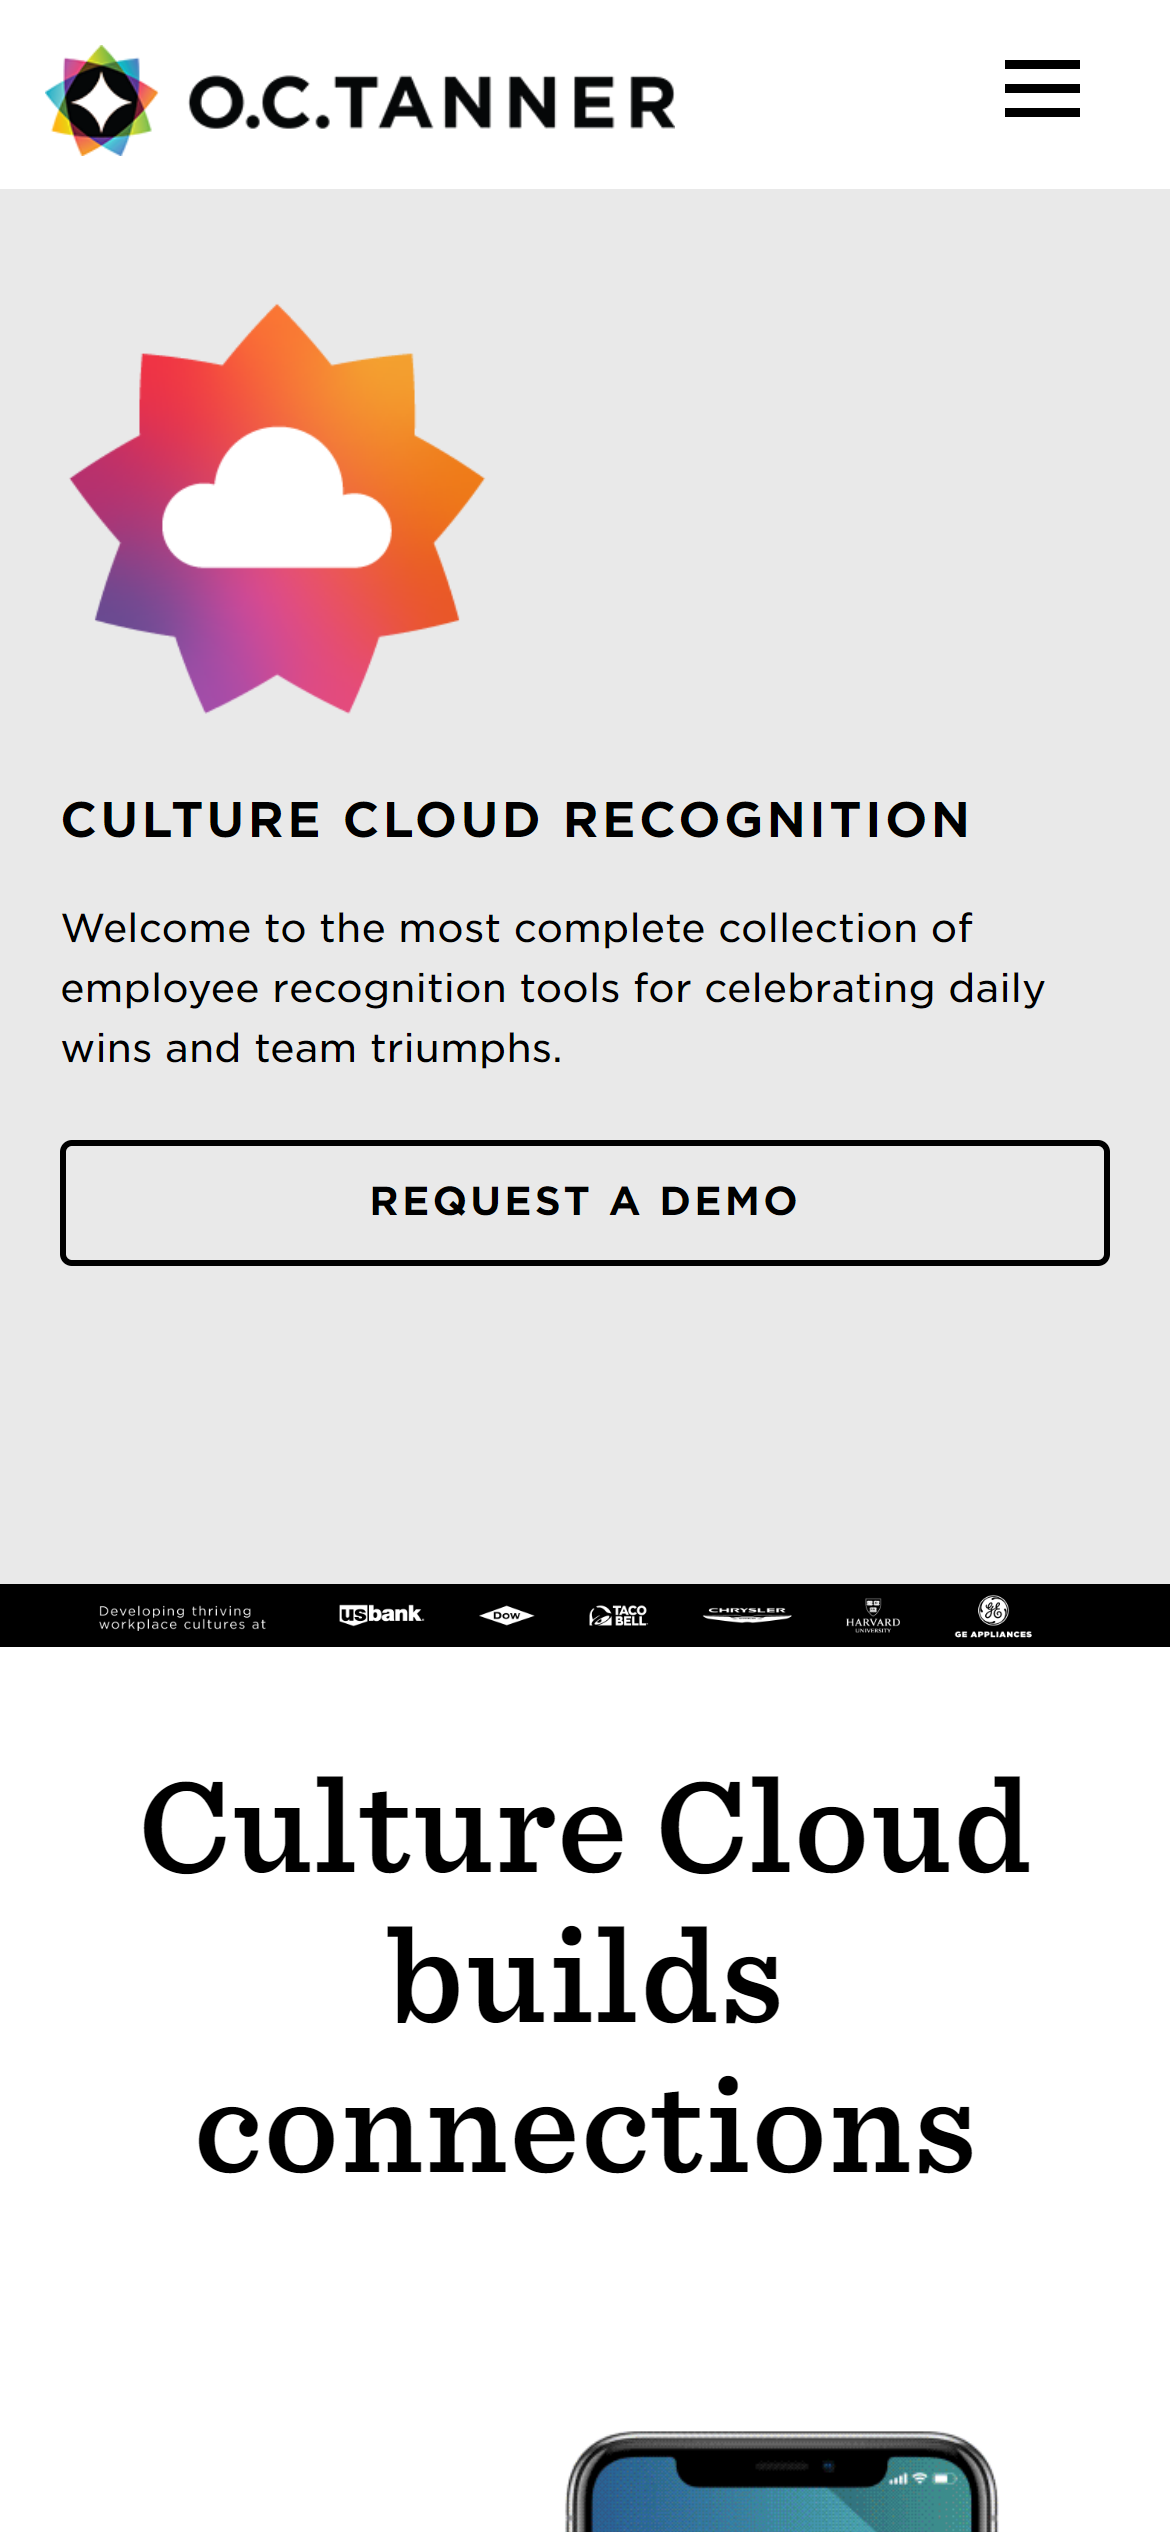 O.C.TANNER
CULTURE CLOUD RECOGNITION
Welcome to the most complete collection of
employee recognition tools for celebrating daily
wins and team triumphs.
REQUEST A DEMO
Developing thriving
workplace cultures at
usbank
Dow
TACO
BELL
CHRYSLER
HARVARD
UNIVERSITY
GE
GE APPLIANCES
Culture Cloud
builds
connections